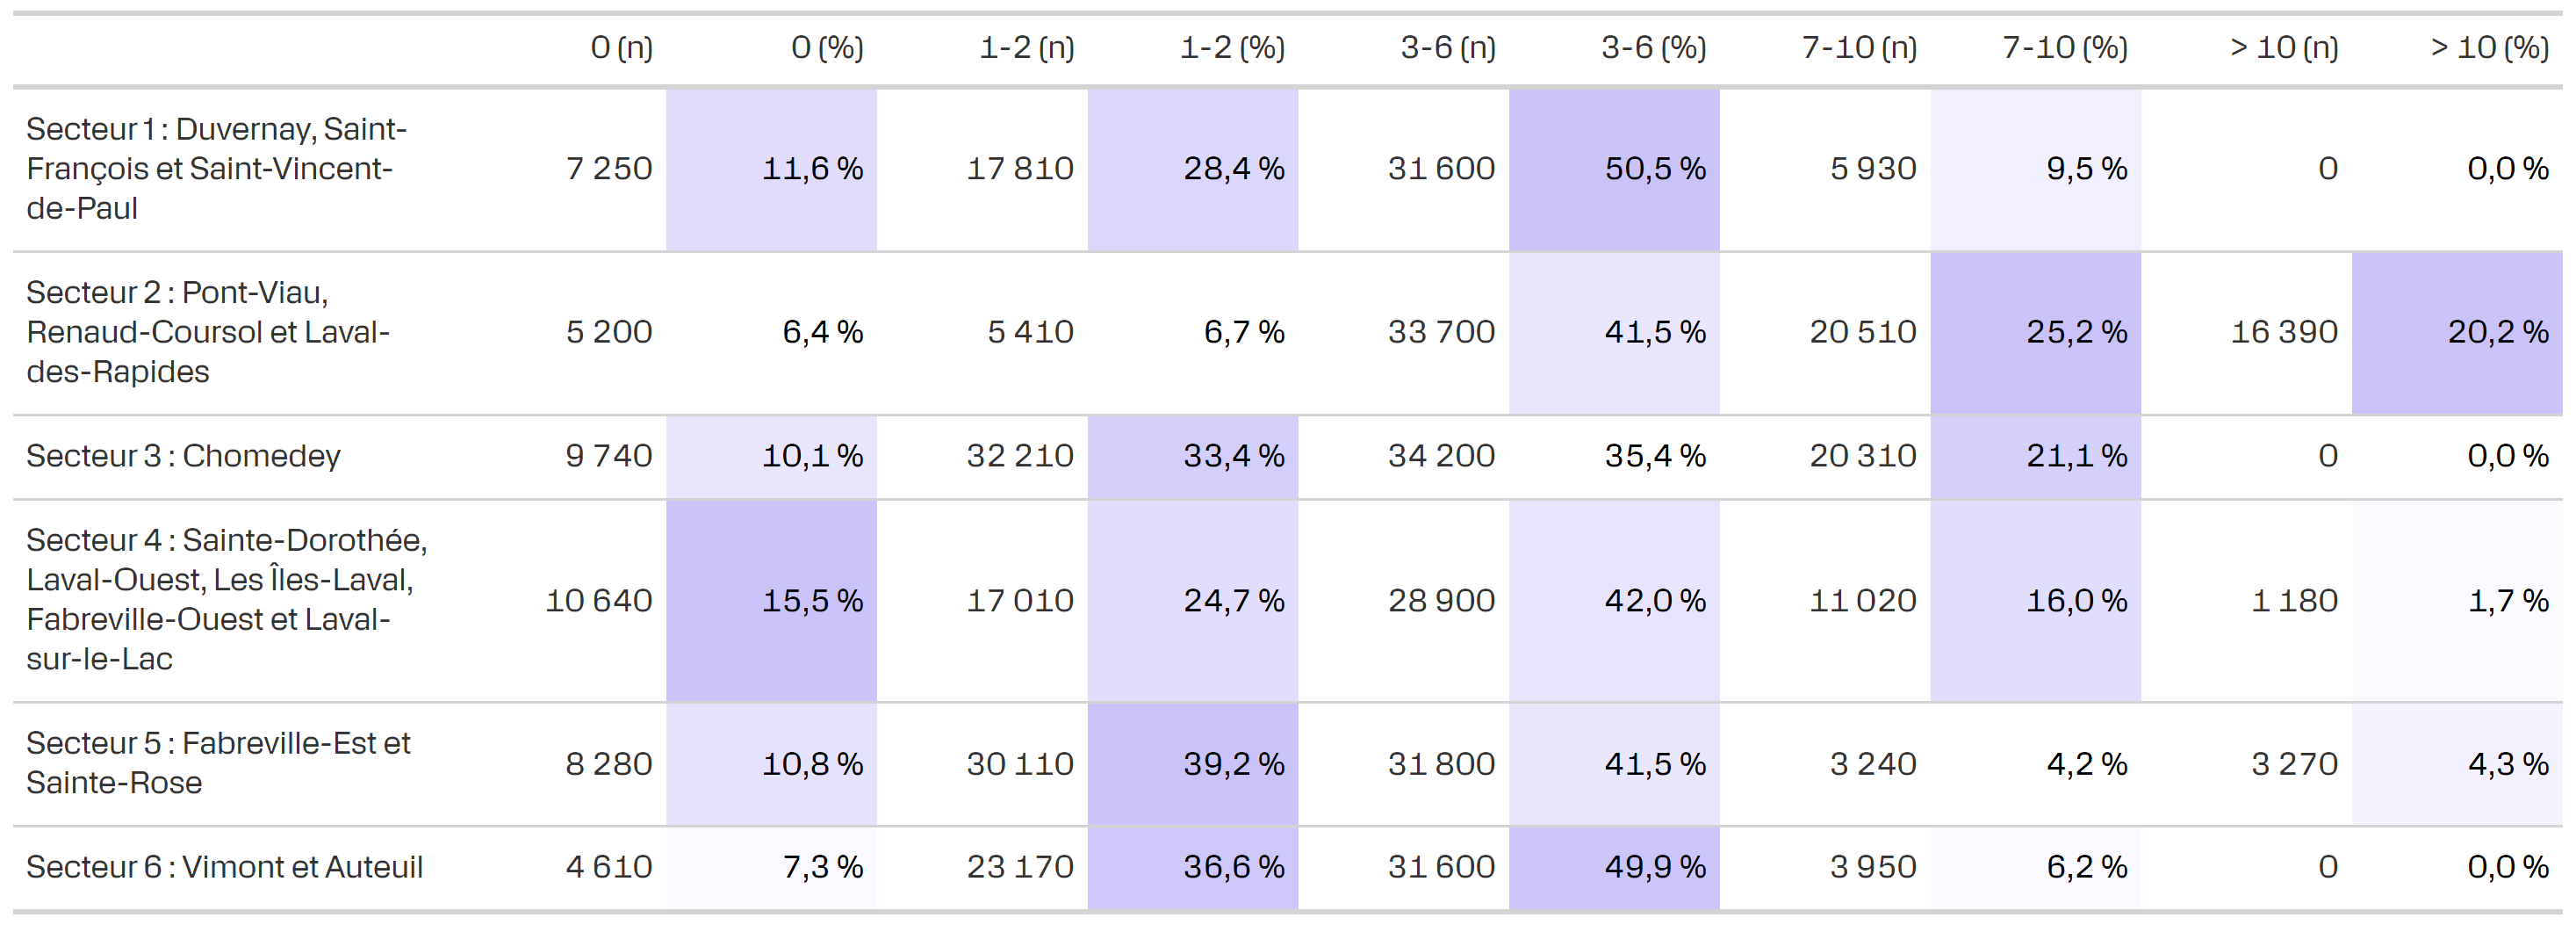 0 (n) 0 (%) 1-2 (n) 1-2 (%) 3-6 (n) 3-6 (%) 7-10 (n) 7-10 (%) > 10 (n) > 10 (%)
Secteur 1 : Duvernay, Saint-
François et Saint-Vincent-
de-Paul
7 250 11,6 % 17 810 28,4 % 31 600 50,5 % 5 930 9,5 % 0 0,0 %
Secteur 2 : Pont-Viau,
Renaud-Coursol et Laval-
des-Rapides
5 200 6,4 % 5 410 6,7 % 33 700 41,5 % 20 510 25,2 % 16 390 20,2 %
Secteur 3 : Chomedey 9 740 10,1 % 32 210 33,4 % 34 200 35,4 % 20 310 21,1 % 0 0,0 %
Secteur 4 : Sainte-Dorothée,
Laval-Ouest, Les Îles-Laval,
Fabreville-Ouest et Laval-
sur-le-Lac
10 640 15,5 % 17 010 24,7 % 28 900 42,0 % 11 020 16,0 % 1 180 1,7 %
Secteur 5 : Fabreville-Est et
Sainte-Rose
8 280 10,8 % 30 110 39,2 % 31 800 41,5 % 3 240 4,2 % 3 270 4,3 %
Secteur 6 : Vimont et Auteuil 4 610 7,3 % 23 170 36,6 % 31 600 49,9 % 3 950 6,2 % 0 0,0 %